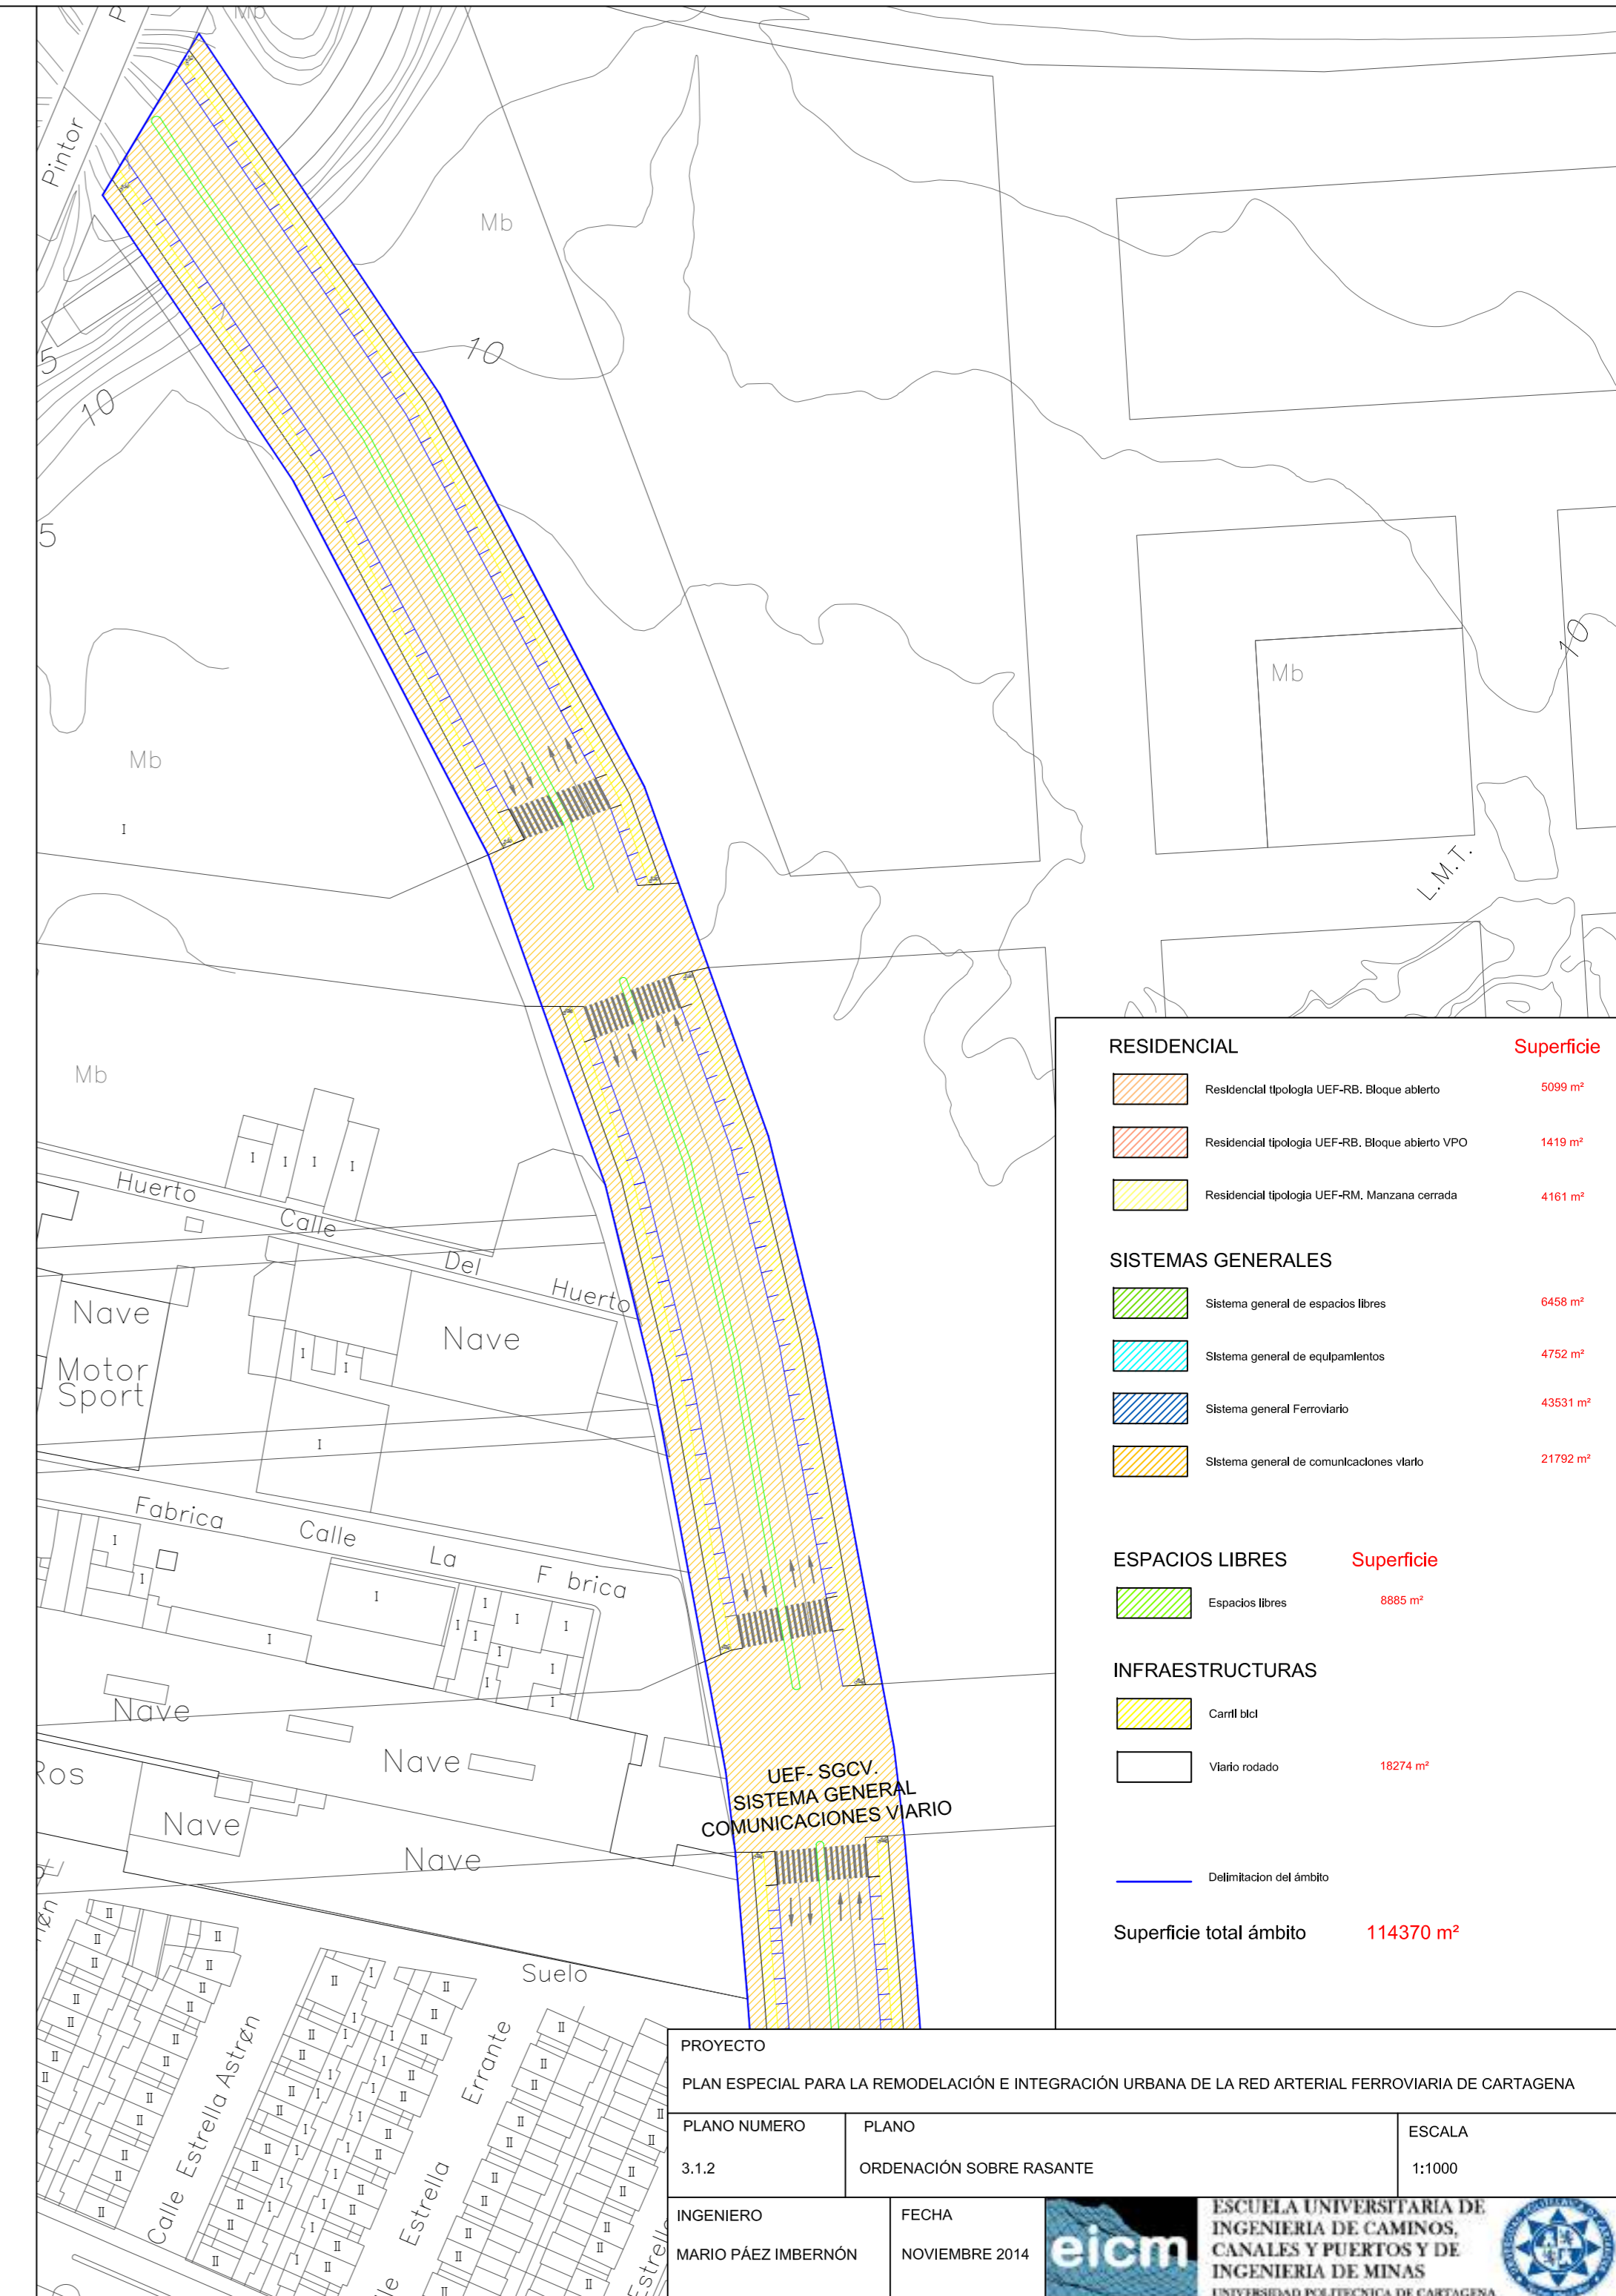 Mb
P
Pintor
Mb
10
5
10
5
Mb
10
Mb
I
L.M.T.
Mb
I
I
I
I
Huerto
Calle
Del
Huerto
Nave
Motor
Sport
Nave
I
I
I
Fabrica
Calle
La
F brica
I
I
I
I
I
I
I
I
I
I
I
I
I
I
Nave
Nave
Ros
Nave
Nave
UEF- SGCV.
SISTEMA GENERAL
COMUNICACIONES VIARIO
Suelo
Calle Estrella Astrøn
Estrella Errante
RESIDENCIAL Superficie
Residencial tipologia UEF-RB. Bloque abierto 5099 m²
Residencial tipologia UEF-RB. Bloque abierto VPO 1419 m²
Residencial tipologia UEF-RM. Manzana cerrada 4161 m²
SISTEMAS GENERALES
Sistema general de espacios libres 6458 m²
Sistema general de equipamientos 4752 m²
Sistema general Ferroviario 43531 m²
Sistema general de comunicaciones viario 21792 m²
ESPACIOS LIBRES Superficie
Espacios libres 8885 m²
INFRAESTRUCTURAS
Carril bici
Viario rodado 18274 m²
Delimitacion del ámbito
Superficie total ámbito 114370 m²
PROYECTO
PLAN ESPECIAL PARA LA REMODELACIÓN E INTEGRACIÓN URBANA DE LA RED ARTERIAL FERROVIARIA DE CARTAGENA
PLANO NUMERO
3.1.2
PLANO
ORDENACIÓN SOBRE RASANTE
ESCALA
1:1000
INGENIERO
MARIO PÁEZ IMBERNÓN
FECHA
NOVIEMBRE 2014
eicm
ESCUELA UNIVERSITARIA DE
INGENIERIA DE CAMINOS,
CANALES Y PUERTOS Y DE
INGENIERIA DE MINAS
UNIVERSIDAD POLITECNICA DE CARTAGENA